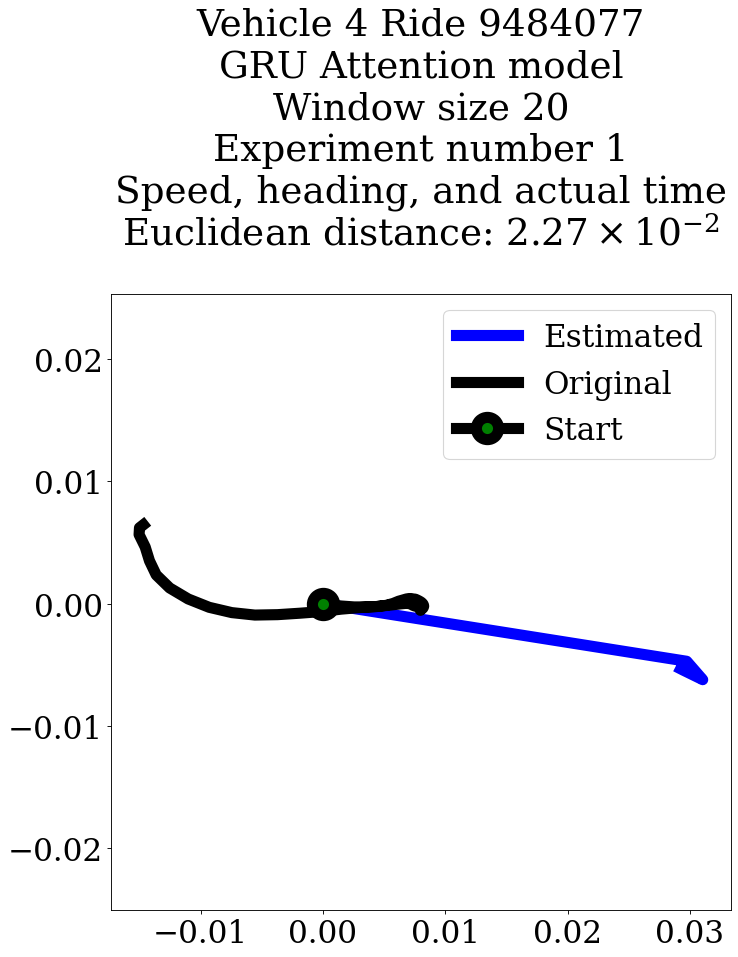 Vehicle 4 Ride 9484077
GRU Attention model
Window size 20
Experiment number 1
Speed, heading, and actual time
Euclidean distance: 2.27 × 10⁻²
Estimated
Original
Start
0.02
0.01
0.00
−0.01
−0.02
−0.01 0.00 0.01 0.02 0.03